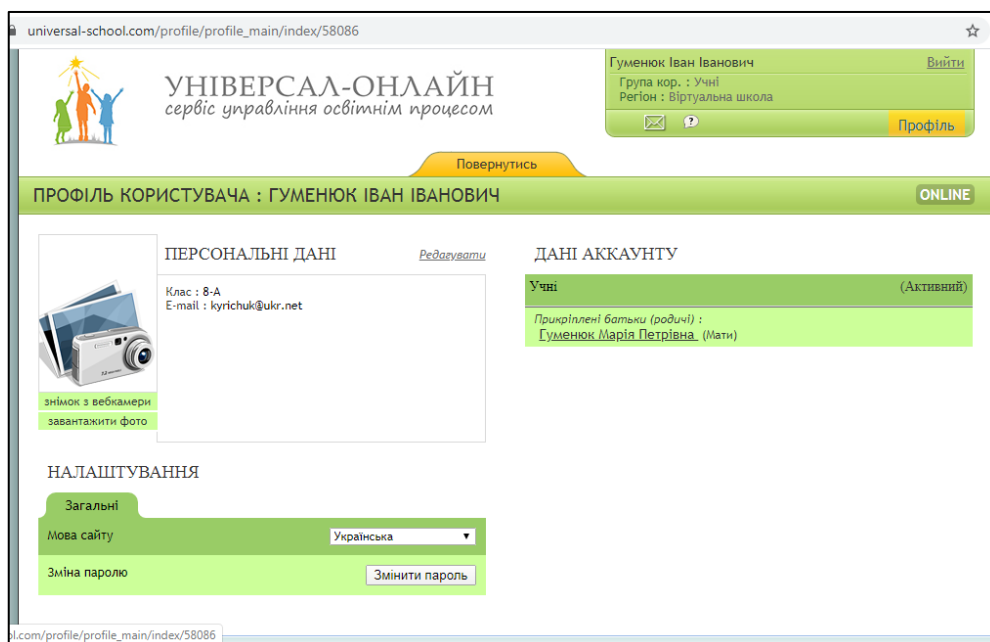 universal-school.com/profile/profile_main/index/58086
УНІВЕРСАЛ-ОНЛАЙН
сервіс управління освітнім процесом
Гуменюк Іван Іванович Вийти
Група кор. : Учні
Регіон : Віртуальна школа
Профіль
Повернутись
ПРОФІЛЬ КОРИСТУВАЧА : ГУМЕНЮК ІВАН ІВАНОВИЧ ONLINE
ПЕРСОНАЛЬНІ ДАНІ Редагувати
Клас : 8-А
E-mail : kyrichuk@ukr.net
знімок з вебкамери
завантажити фото
ДАНІ АККАУНТУ
Учні (Активний)
Прикріплені батьки (родичі) :
Гуменюк Марія Петрівна (Мати)
НАЛАШТУВАННЯ
Загальні
Мова сайту Українська
Зміна паролю Змінити пароль
ol.com/profile/profile_main/index/58086